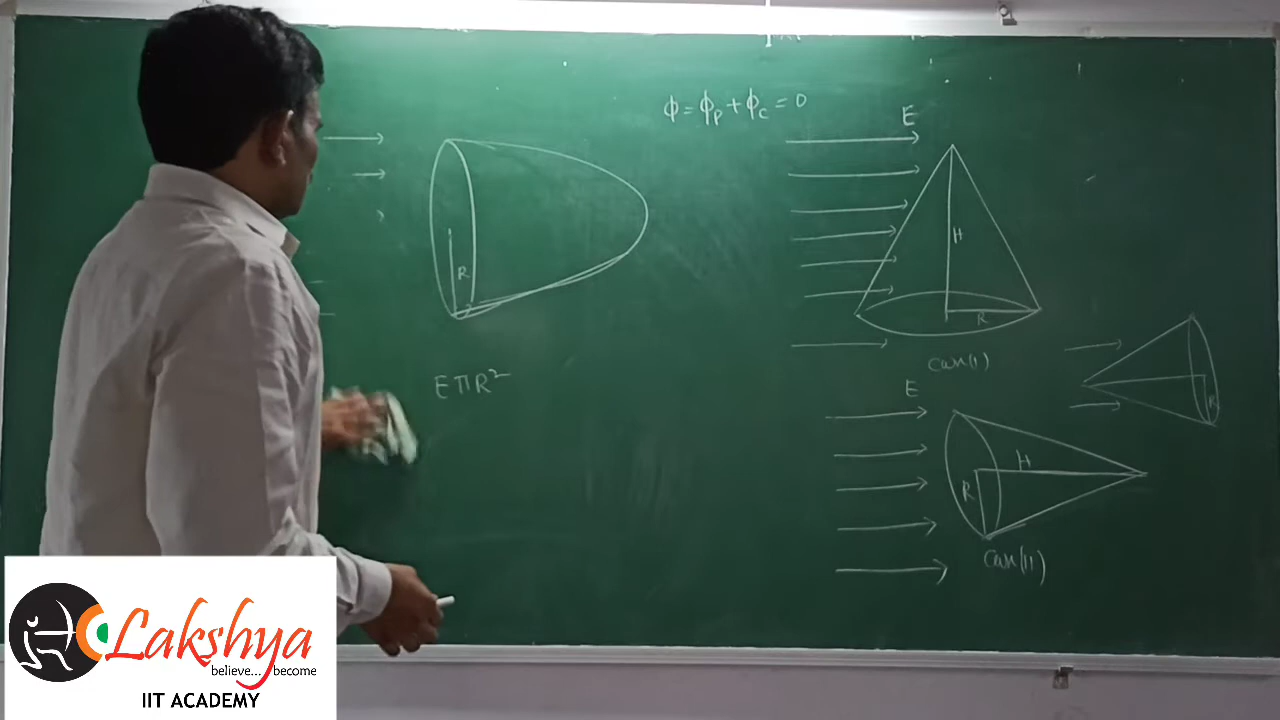 ϕ = ϕp + ϕc = 0
E
R
H
R
EπR²
Case(I)
E
R
H
R
Case(II)
Lakshya
believe... become
IIT ACADEMY